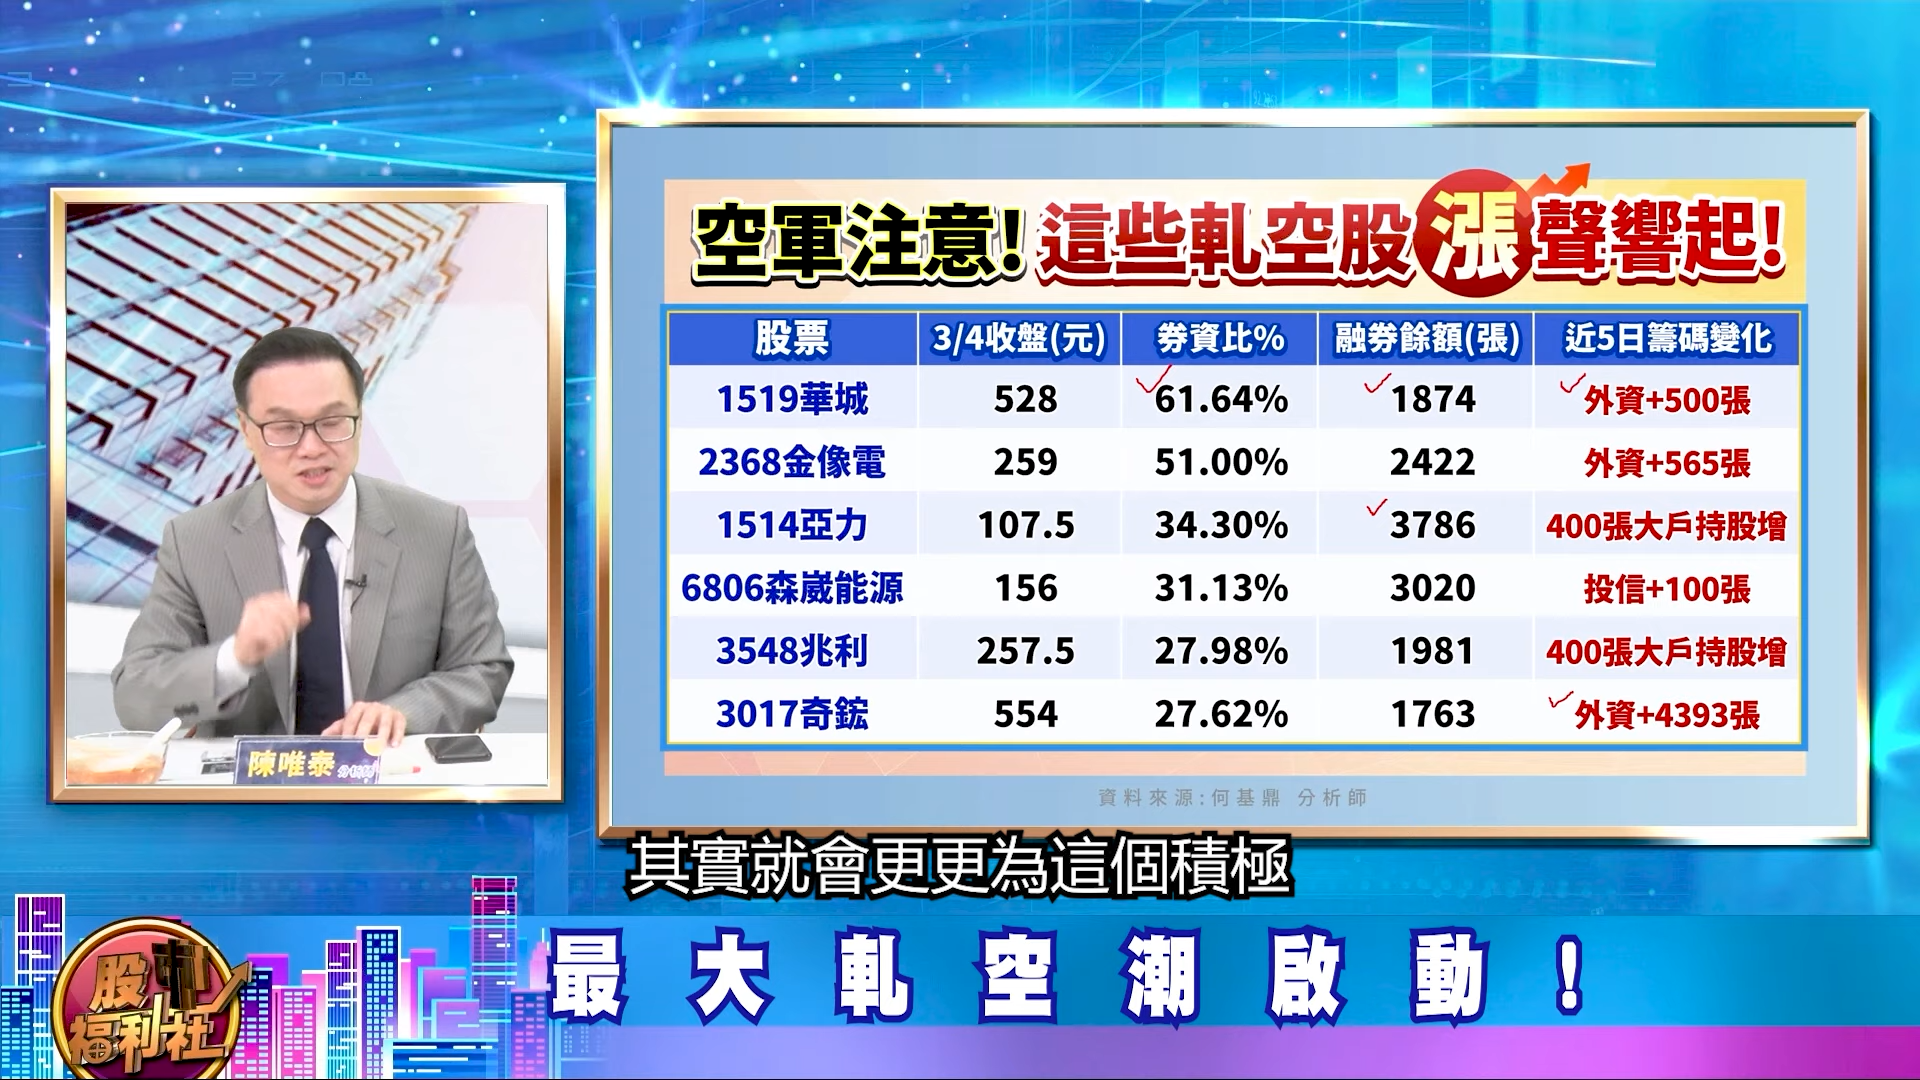 空軍注意!這些軋空股漲聲響起!
股票 3/4收盤(元) 券資比% 融券餘額(張) 近5日籌碼變化
1519華城 528 61.64% 1874 外資+500張
2368金像電 259 51.00% 2422 外資+565張
1514亞力 107.5 34.30% 3786 400張大戶持股增
6806森崴能源 156 31.13% 3020 投信+100張
3548兆利 257.5 27.98% 1981 400張大戶持股增
3017奇鋐 554 27.62% 1763 外資+4393張
資料來源:何基鼎 分析師
陳唯泰 分析師
其實就會更更為這個積極
最大軋空潮啟動!
股市
福利社